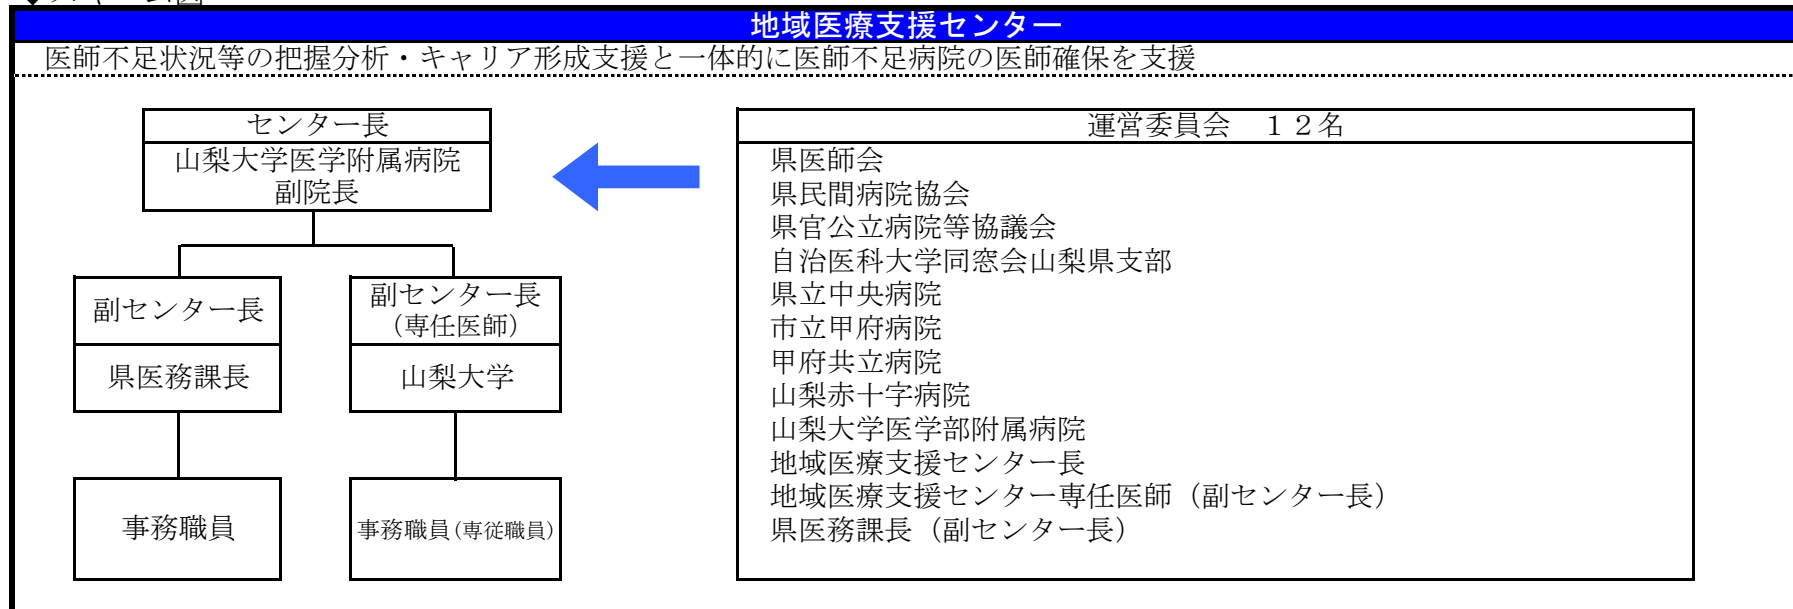 地域医療支援センター
医師不足状況等の把握分析・キャリア形成支援と一体的に医師不足病院の医師確保を支援
センター長
山梨大学医学附属病院
副院長
副センター長
県医務課長
事務職員
副センター長
（専任医師）
山梨大学
事務職員（専従職員）
運営委員会　１２名
県医師会
県民間病院協会
県官公立病院等協議会
自治医科大学同窓会山梨県支部
県立中央病院
市立甲府病院
甲府共立病院
山梨赤十字病院
山梨大学医学部附属病院
地域医療支援センター長
地域医療支援センター専任医師（副センター長）
県医務課長（副センター長）